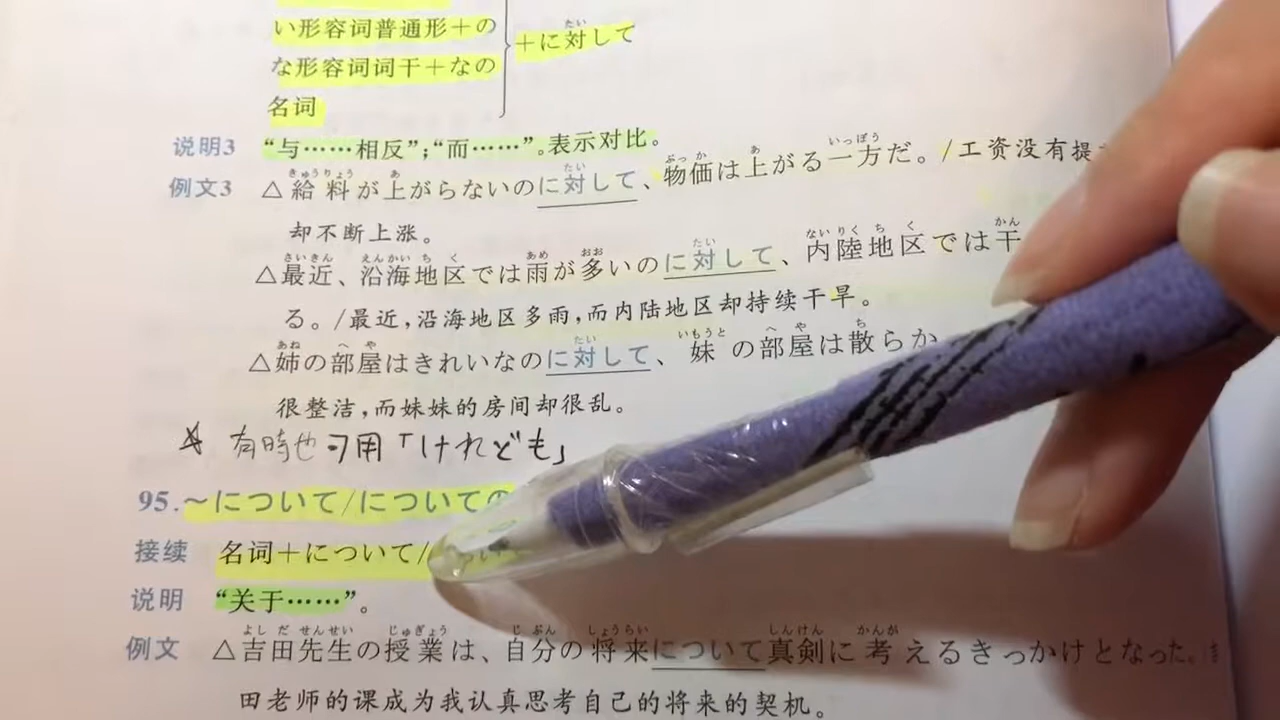 い形容词普通形＋の
な形容词词干＋なの
名词
＋に対して
说明3 “与……相反”；“而……”。表示对比。
例文3 △給料が上がらないのに対して、物価は上がる一方だ。/工资没有提
却不断上涨。
△最近、沿海地区では雨が多いのに対して、内陸地区では干
る。/最近，沿海地区多雨，而内陆地区却持续干旱。
△姉の部屋はきれいなのに対して、妹の部屋は散らか
很整洁，而妹妹的房间却很乱。
☆ 有時也习用「けれども」
95.～について/についての
接续 名词＋について/
说明 “关于……”。
例文 △吉田先生の授業は、自分の将来について真剣に考えるきっかけとなった。
田老师的课成为我认真思考自己的将来的契机。